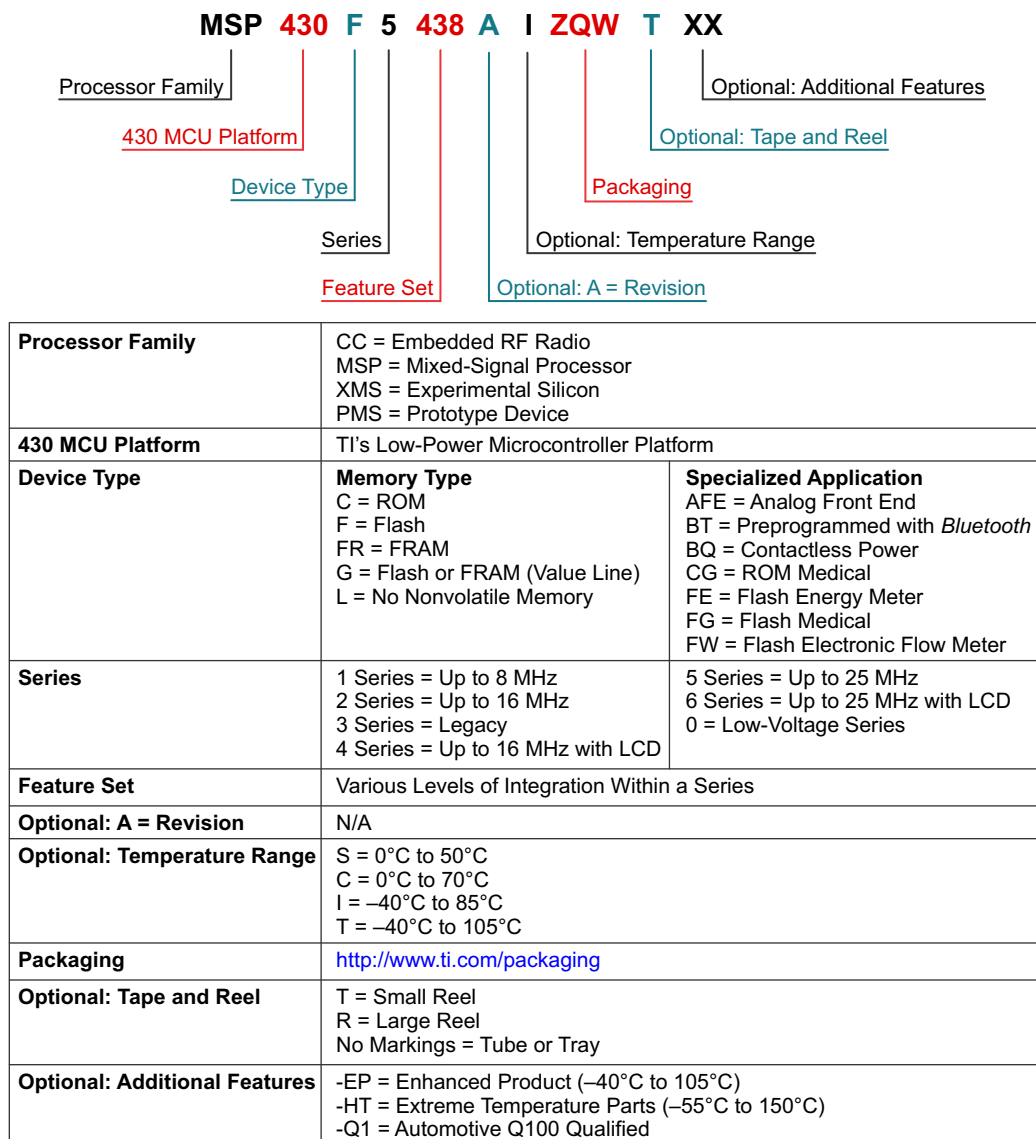 MSP 430 F 5 438 A I ZQW T XX
Processor Family
Optional: Additional Features
430 MCU Platform
Optional: Tape and Reel
Device Type
Packaging
Series
Optional: Temperature Range
Feature Set
Optional: A = Revision
Processor Family
CC = Embedded RF Radio
MSP = Mixed-Signal Processor
XMS = Experimental Silicon
PMS = Prototype Device
430 MCU Platform
TI's Low-Power Microcontroller Platform
Device Type
Memory Type
C = ROM
F = Flash
FR = FRAM
G = Flash or FRAM (Value Line)
L = No Nonvolatile Memory
Specialized Application
AFE = Analog Front End
BT = Preprogrammed with Bluetooth
BQ = Contactless Power
CG = ROM Medical
FE = Flash Energy Meter
FG = Flash Medical
FW = Flash Electronic Flow Meter
Series
1 Series = Up to 8 MHz
2 Series = Up to 16 MHz
3 Series = Legacy
4 Series = Up to 16 MHz with LCD
5 Series = Up to 25 MHz
6 Series = Up to 25 MHz with LCD
0 = Low-Voltage Series
Feature Set
Various Levels of Integration Within a Series
Optional: A = Revision
N/A
Optional: Temperature Range
S = 0°C to 50°C
C = 0°C to 70°C
I = –40°C to 85°C
T = –40°C to 105°C
Packaging
http://www.ti.com/packaging
Optional: Tape and Reel
T = Small Reel
R = Large Reel
No Markings = Tube or Tray
Optional: Additional Features
-EP = Enhanced Product (–40°C to 105°C)
-HT = Extreme Temperature Parts (–55°C to 150°C)
-Q1 = Automotive Q100 Qualified